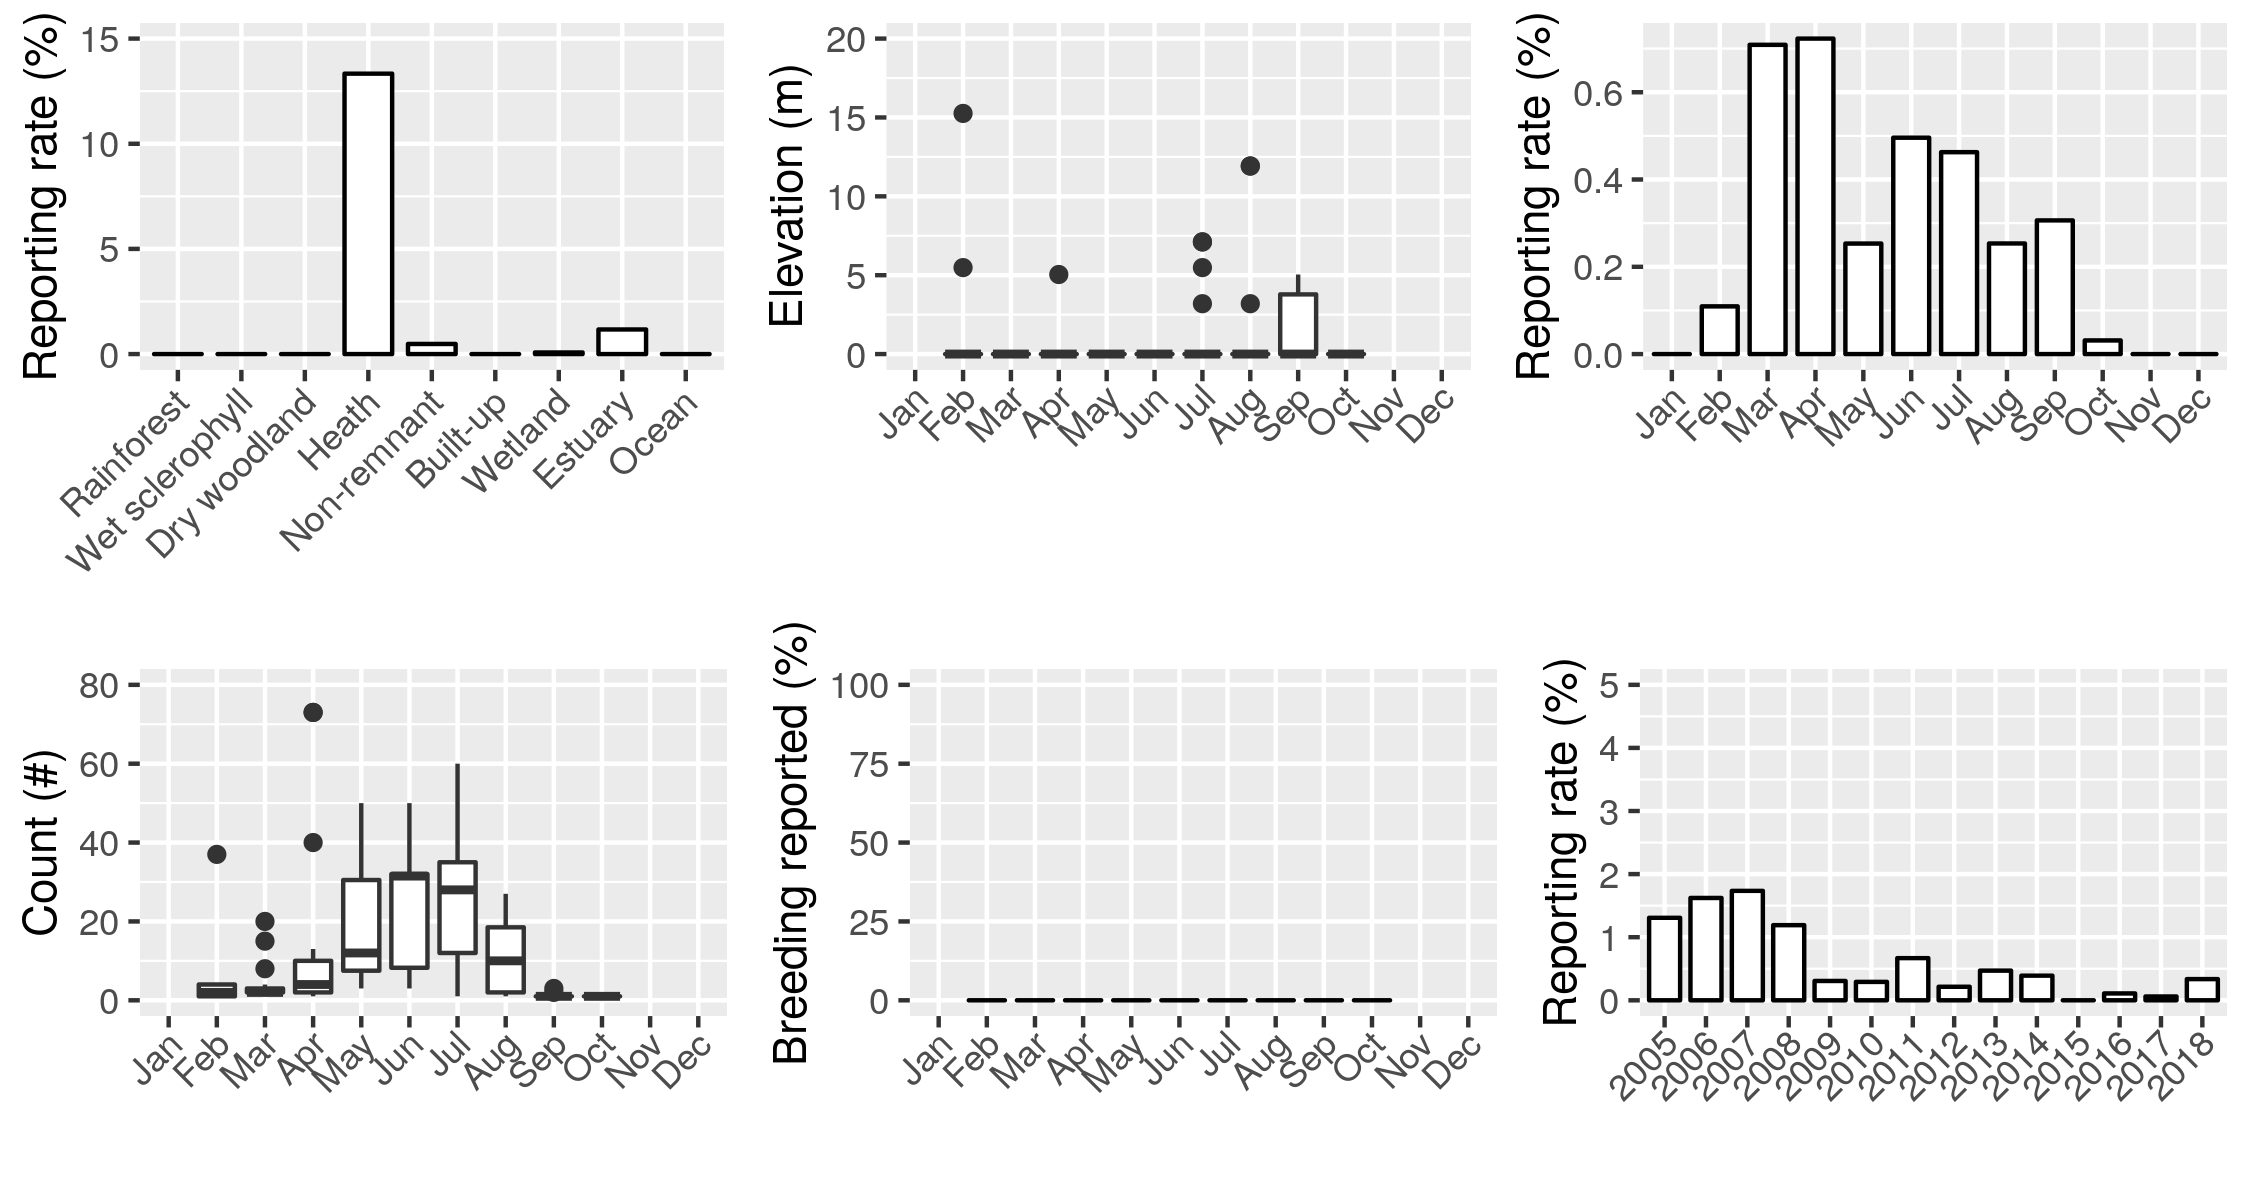 Reporting rate (%)
15
10
5
0
Rainforest
Wet sclerophyll
Dry woodland
Heath
Non-remnant
Built-up
Wetland
Estuary
Ocean
Elevation (m)
20
15
10
5
0
Jan
Feb
Mar
Apr
May
Jun
Jul
Aug
Sep
Oct
Nov
Dec
Reporting rate (%)
0.6
0.4
0.2
0.0
Jan
Feb
Mar
Apr
May
Jun
Jul
Aug
Sep
Oct
Nov
Dec
Count (#)
80
60
40
20
0
Jan
Feb
Mar
Apr
May
Jun
Jul
Aug
Sep
Oct
Nov
Dec
Breeding reported (%)
100
75
50
25
0
Jan
Feb
Mar
Apr
May
Jun
Jul
Aug
Sep
Oct
Nov
Dec
Reporting rate (%)
5
4
3
2
1
0
2005
2006
2007
2008
2009
2010
2011
2012
2013
2014
2015
2016
2017
2018